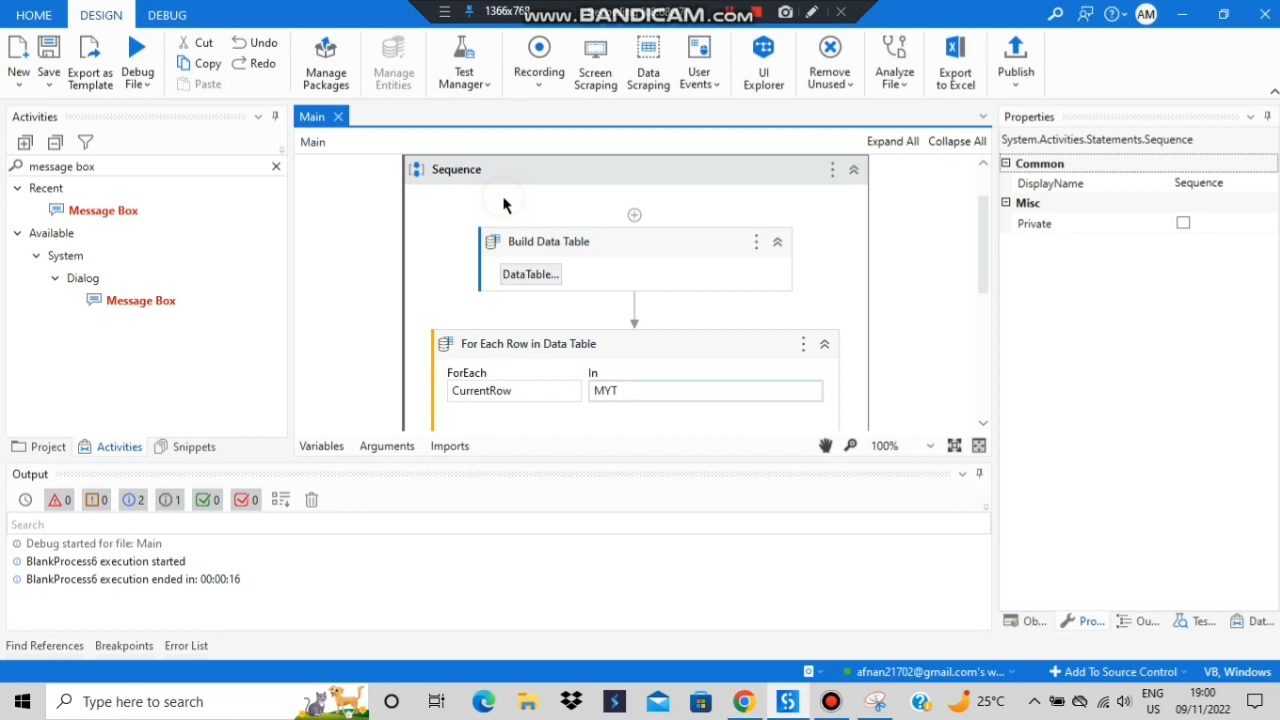 HOME DESIGN DEBUG
1366x768
www.BANDICAM.com
AM
New Save Export as Template Debug File
Cut Copy Paste Undo Redo
Manage Packages Manage Entities Test Manager Recording Screen Scraping Data Scraping User Events UI Explorer Remove Unused Analyze File Export to Excel Publish
Activities
message box
Recent
Message Box
Available
System
Dialog
Message Box
Project Activities Snippets
Main
Main Expand All Collapse All
Sequence
Build Data Table
DataTable...
For Each Row in Data Table
ForEach In
CurrentRow MYT
Variables Arguments Imports 100%
Properties
System.Activities.Statements.Sequence
Common
DisplayName Sequence
Misc
Private
Output
0 0 2 1 0 0
Search
Debug started for file: Main
BlankProcess6 execution started
BlankProcess6 execution ended in: 00:00:16
Ob... Pro... Ou... Tes... Dat...
Find References Breakpoints Error List
afnan21702@gmail.com's w... Add To Source Control VB, Windows
Type here to search
25°C
ENG
US
19:00
09/11/2022